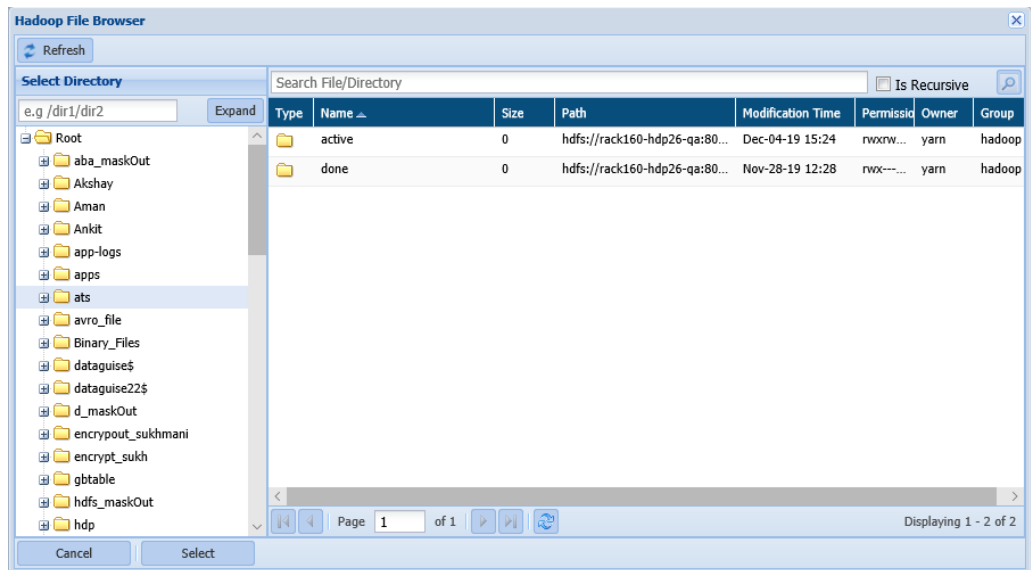 Hadoop File Browser
Refresh
Select Directory
e.g /dir1/dir2 Expand
Root
aba_maskOut
Akshay
Aman
Ankit
app-logs
apps
ats
avro_file
Binary_Files
dataguise$
dataguise22$
d_maskOut
encrypout_sukhmani
encrypt_sukh
gbtable
hdfs_maskOut
hdp
Cancel Select
Search File/Directory Is Recursive
Type Name Size Path Modification Time Permissio Owner Group
active 0 hdfs://rack160-hdp26-qa:80... Dec-04-19 15:24 rwxrw... yarn hadoop
done 0 hdfs://rack160-hdp26-qa:80... Nov-28-19 12:28 rwx---... yarn hadoop
Page 1 of 1 Displaying 1 - 2 of 2